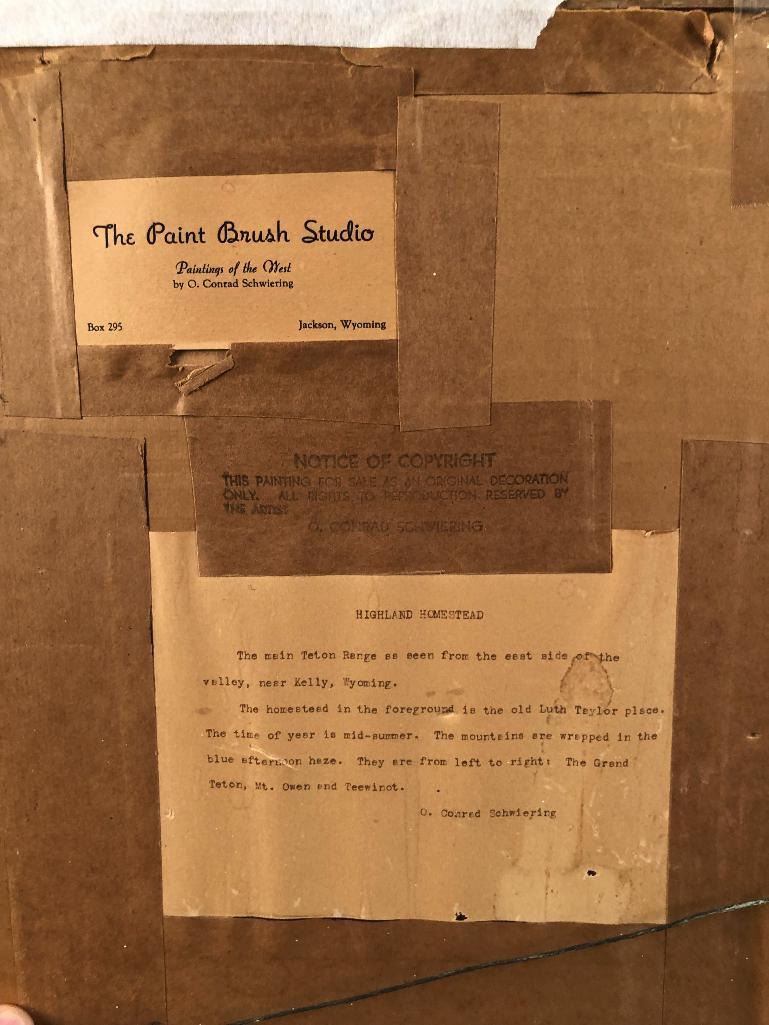 The Paint Brush Studio
Paintings of the West
by O. Conrad Schwiering
Box 295
Jackson, Wyoming
NOTICE OF COPYRIGHT
THIS PAINTING FOR SALE AS AN ORIGINAL DECORATION
ONLY. ALL RIGHTS TO REPRODUCTION RESERVED BY
THE ARTIST
O. CONRAD SCHWIERING
HIGHLAND HOMESTEAD
The main Teton Range as seen from the east side of the
valley, near Kelly, Wyoming.
The homestead in the foreground is the old Luth Taylor place.
The time of year is mid-summer. The mountains are wrapped in the
blue afternoon haze. They are from left to right: The Grand
Teton, Mt. Owen and Teewinot.
O. Conrad Schwiering